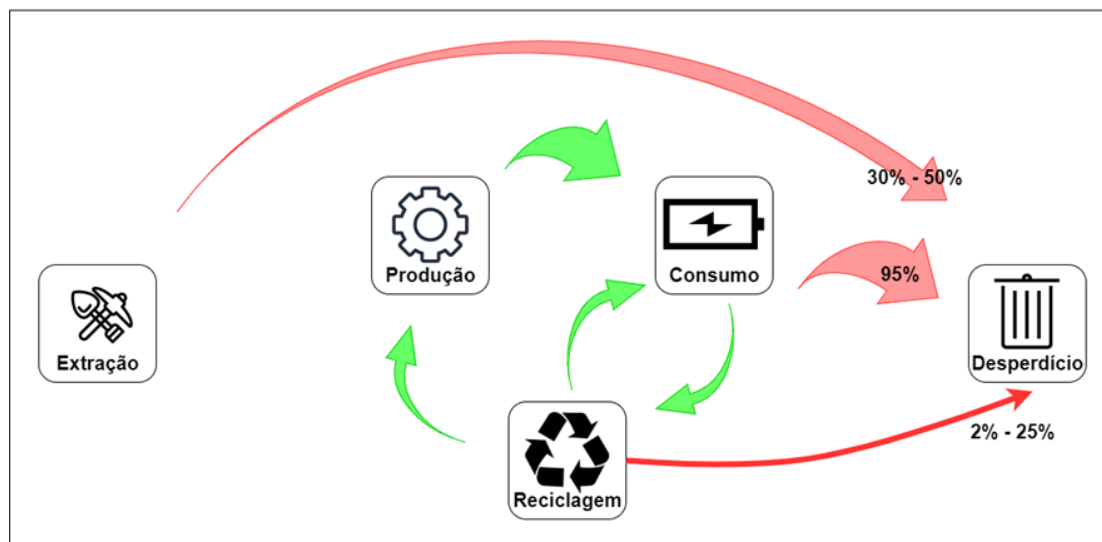 30% - 50%
Produção
Consumo
95%
Extração
Desperdício
2% - 25%
Reciclagem